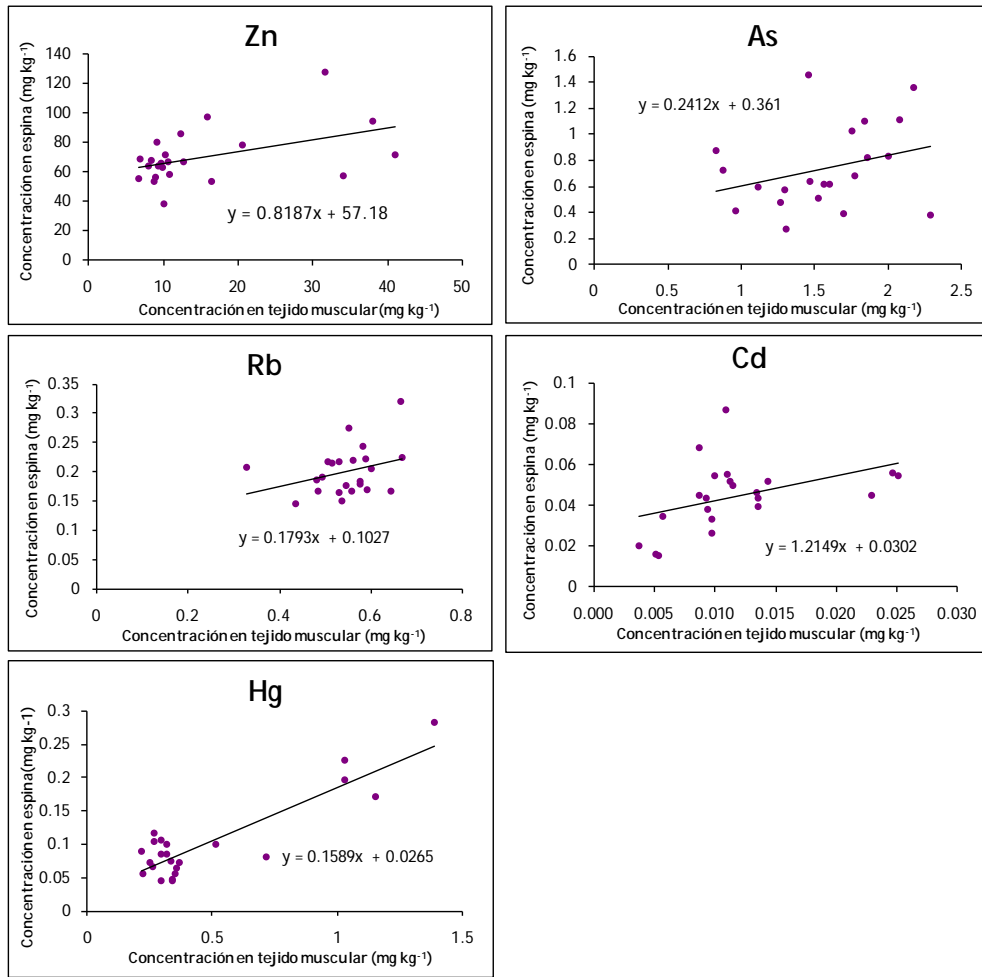 Zn
Concentración en espina (mg kg⁻¹)
140
120
100
80
60
40
20
0
y = 0.8187x + 57.18
0 10 20 30 40 50
Concentración en tejido muscular (mg kg⁻¹)
As
Concentración en espina (mg kg⁻¹)
1.6
1.4
1.2
1
0.8
0.6
0.4
0.2
0
y = 0.2412x + 0.361
0 0.5 1 1.5 2 2.5
Concentración en tejido muscular (mg kg⁻¹)
Rb
Concentración en espina (mg kg⁻¹)
0.35
0.3
0.25
0.2
0.15
0.1
0.05
0
y = 0.1793x + 0.1027
0 0.2 0.4 0.6 0.8
Concentración en tejido muscular (mg kg⁻¹)
Cd
Concentración en espina (mg kg⁻¹)
0.1
0.08
0.06
0.04
0.02
0
y = 1.2149x + 0.0302
0.000 0.005 0.010 0.015 0.020 0.025 0.030
Concentración en tejido muscular (mg kg⁻¹)
Hg
Concentración en espina (mg kg-1)
0.3
0.25
0.2
0.15
0.1
0.05
0
y = 0.1589x + 0.0265
0 0.5 1 1.5
Concentración en tejido muscular (mg kg⁻¹)